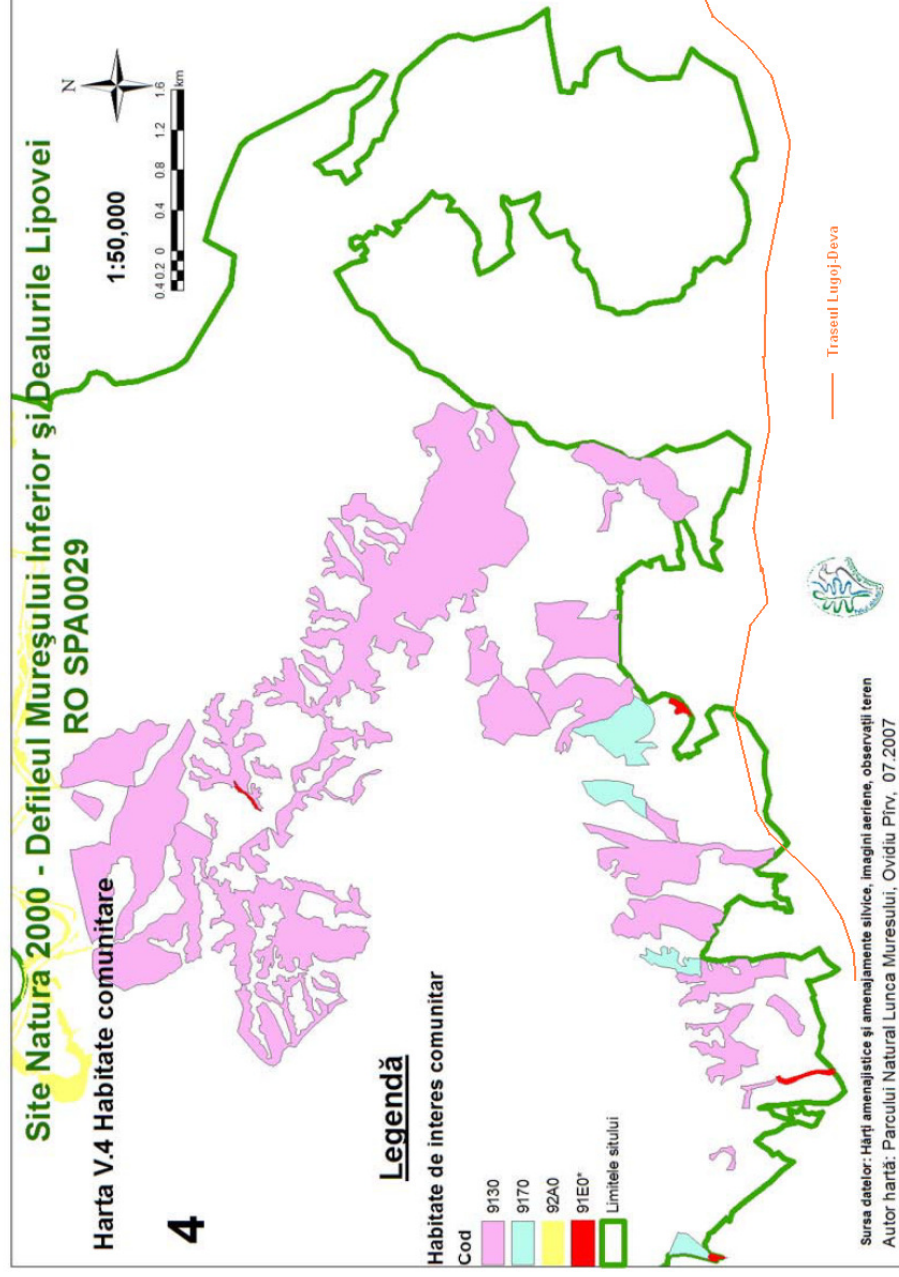 Site Natura 2000 - Defileul Mureşului Inferior şi Dealurile Lipovei
RO SPA0029
Harta V.4 Habitate comunitare
4
N
1:50,000
0.4 0.2 0 0.4 0.8 1.2 1.6
km
Legendă
Habitate de interes comunitar
Cod
9130
9170
92A0
91E0*
Limitele sitului
Traseul Lugoj-Deva
Sursa datelor: Hărţi amenajistice şi amenajamente silvice, imagini aeriene, observaţii teren
Autor hartă: Parcului Natural Lunca Muresului, Ovidiu Pîrv, 07.2007